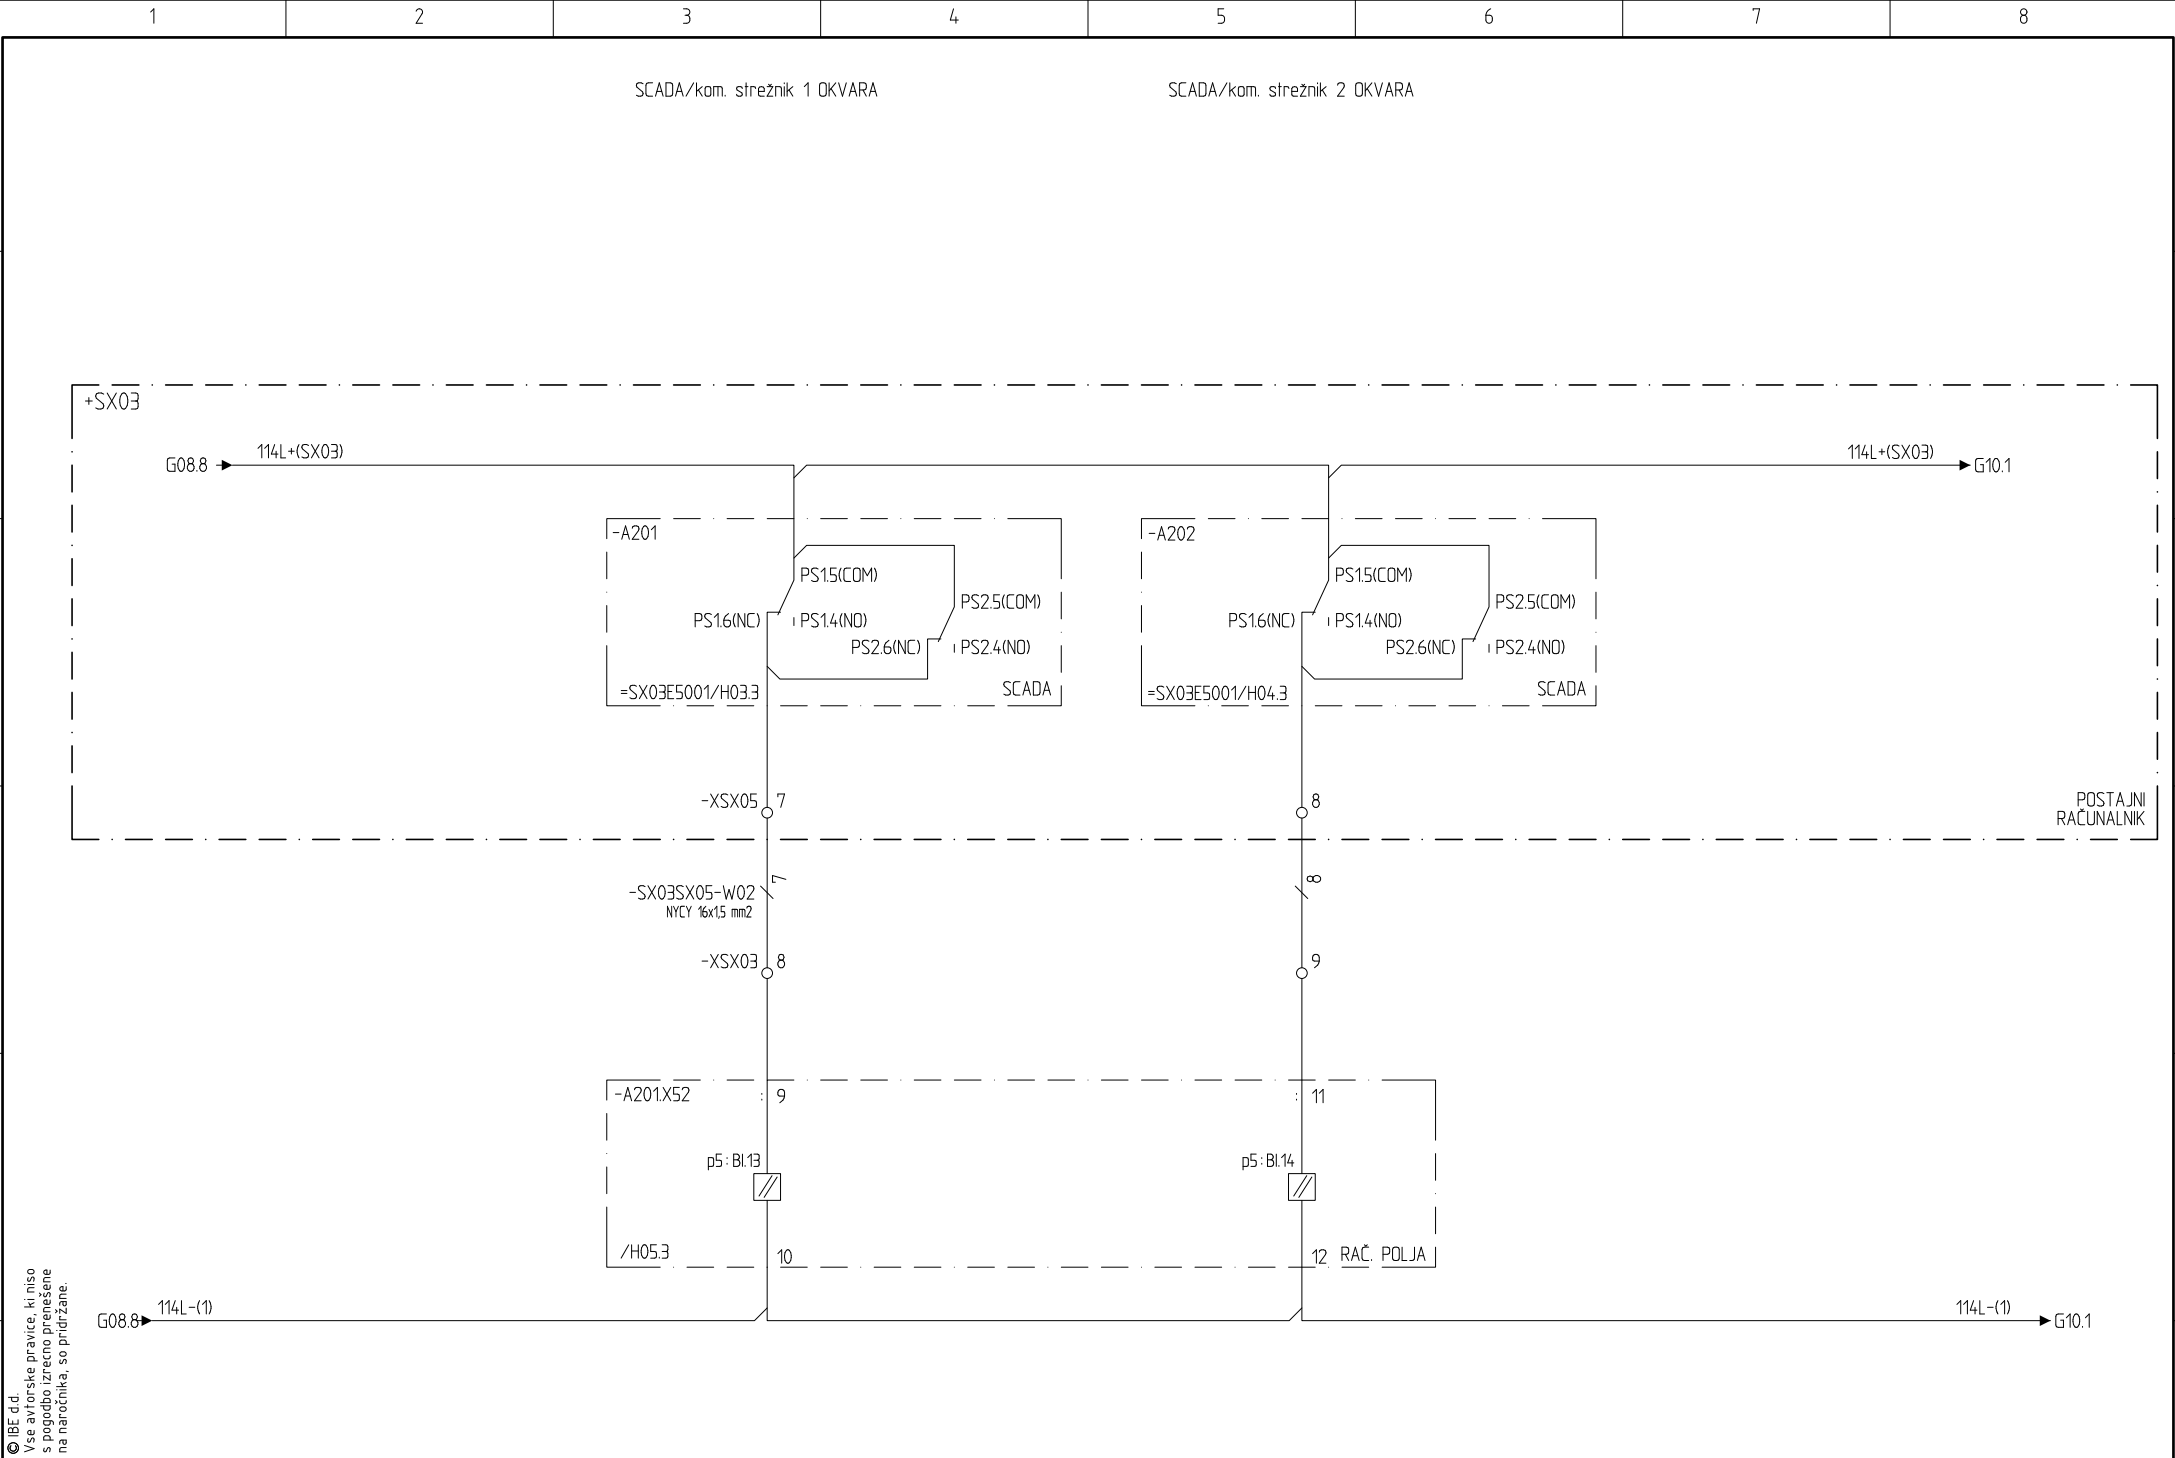 1 2 3 4 5 6 7 8
SCADA/kom. strežnik 1 OKVARA
SCADA/kom. strežnik 2 OKVARA
+SX03
G08.8
114L+(SX03)
114L+(SX03)
G10.1
-A201
PS1.5(COM)
PS2.5(COM)
PS1.6(NC)
PS1.4(NO)
PS2.6(NC)
PS2.4(NO)
=SX03E5001/H03.3
SCADA
-A202
PS1.5(COM)
PS2.5(COM)
PS1.6(NC)
PS1.4(NO)
PS2.6(NC)
PS2.4(NO)
=SX03E5001/H04.3
SCADA
-XSX05 7
8
POSTAJNI
RAČUNALNIK
-SX03SX05-W02 7
NYCY 16x1,5 mm2
8
-XSX03 8
9
-A201.X52
: 9
: 11
p5:BI.13
p5:BI.14
/H05.3
10
12 RAČ. POLJA
G08.8
114L-(1)
114L-(1)
G10.1
© IBE d.d.
Vse avtorske pravice, ki niso
s pogodbo izrecno prenešene
na naročnika, so pridržane.